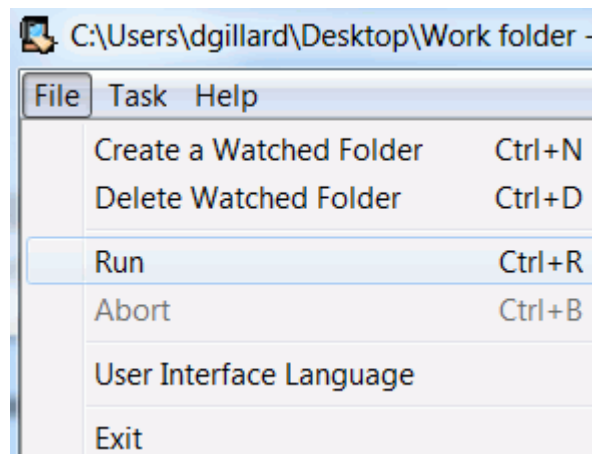 C:\Users\dgillard\Desktop\Work folder -
File Task Help
Create a Watched Folder Ctrl+N
Delete Watched Folder Ctrl+D
Run Ctrl+R
Abort Ctrl+B
User Interface Language
Exit